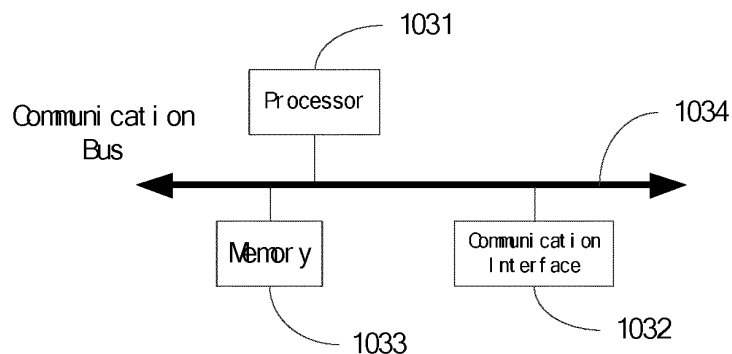 1031
Processor
Communication
Bus
1034
Memory
Communication
Interface
1033
1032